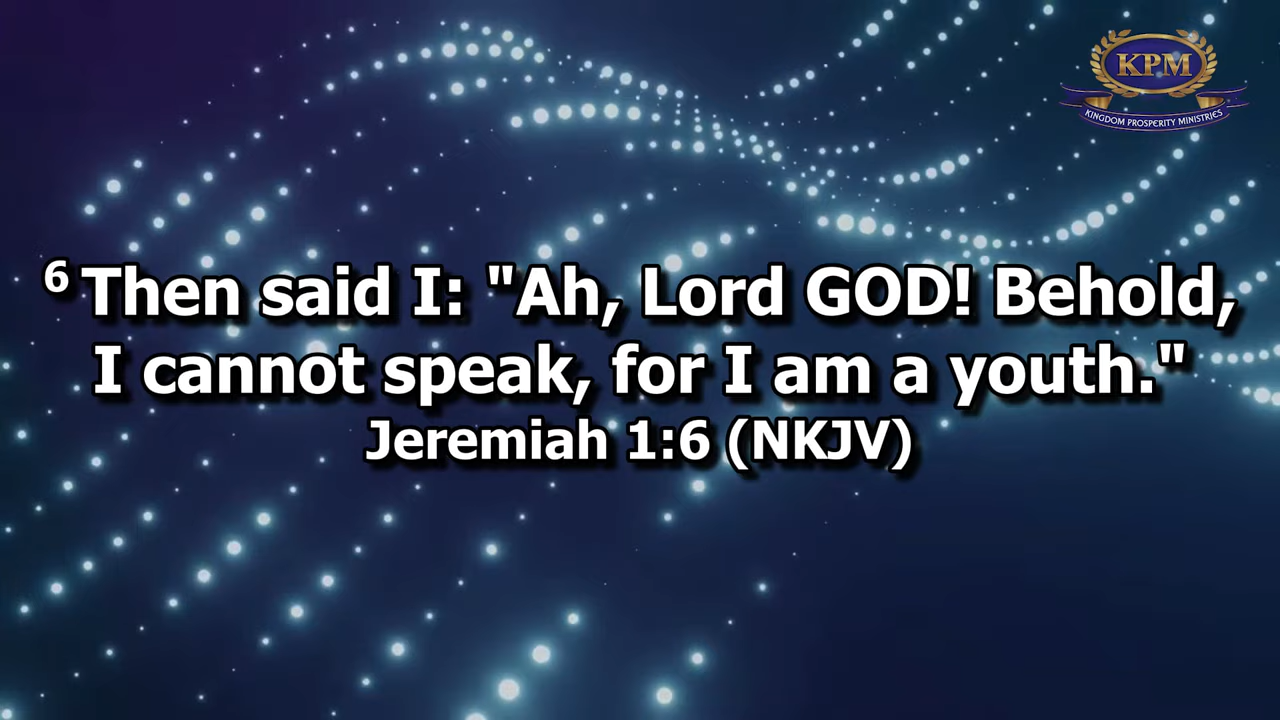 KPM
KINGDOM PROSPERITY MINISTRIES
6 Then said I: "Ah, Lord GOD! Behold,
I cannot speak, for I am a youth."
Jeremiah 1:6 (NKJV)